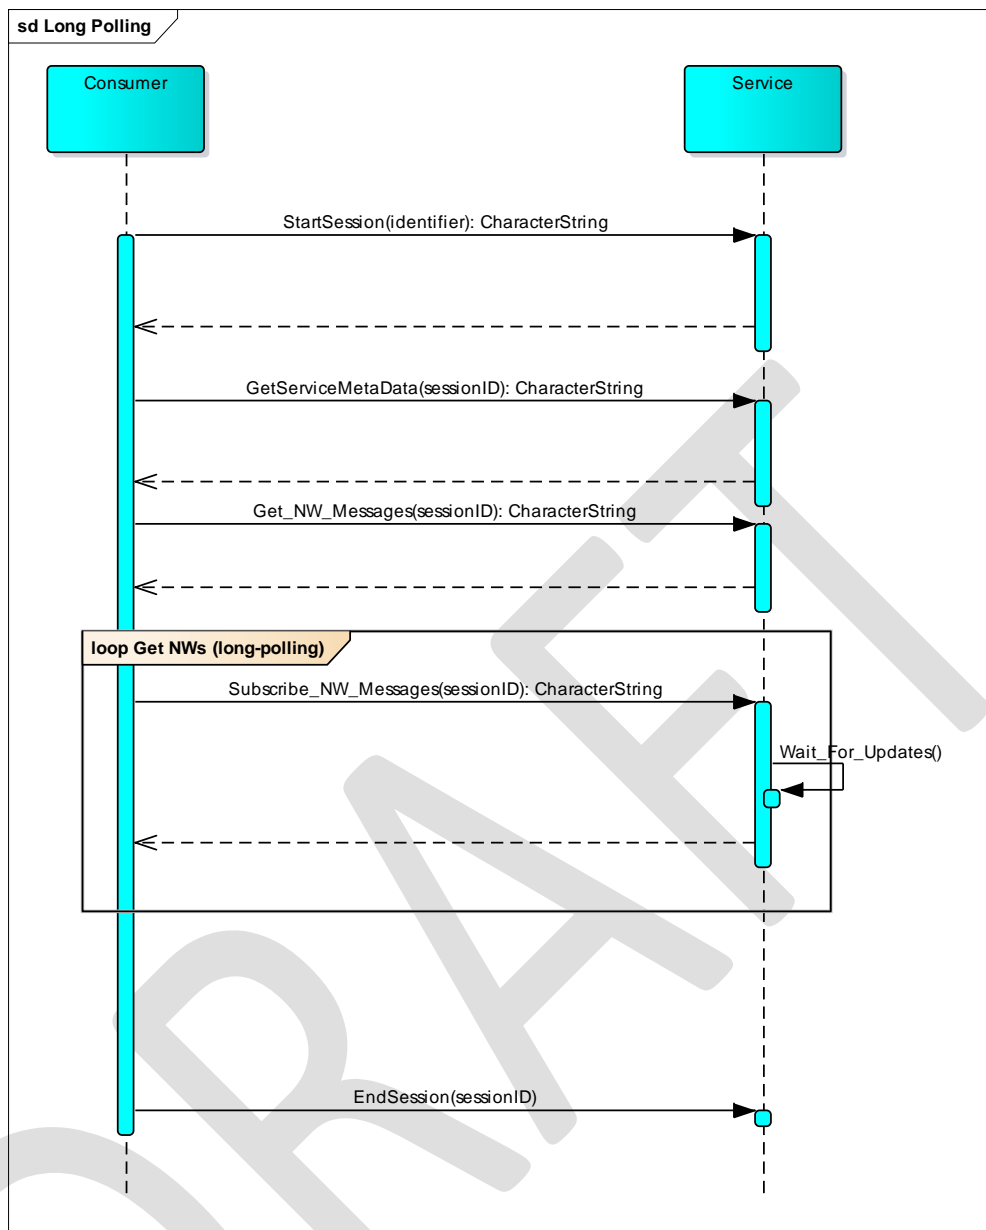 sd Long Polling
Consumer
Service
StartSession(identifier): CharacterString
GetServiceMetaData(sessionID): CharacterString
Get_NW_Messages(sessionID): CharacterString
loop Get NWs (long-polling)
Subscribe_NW_Messages(sessionID): CharacterString
Wait_For_Updates()
EndSession(sessionID)
DRAFT